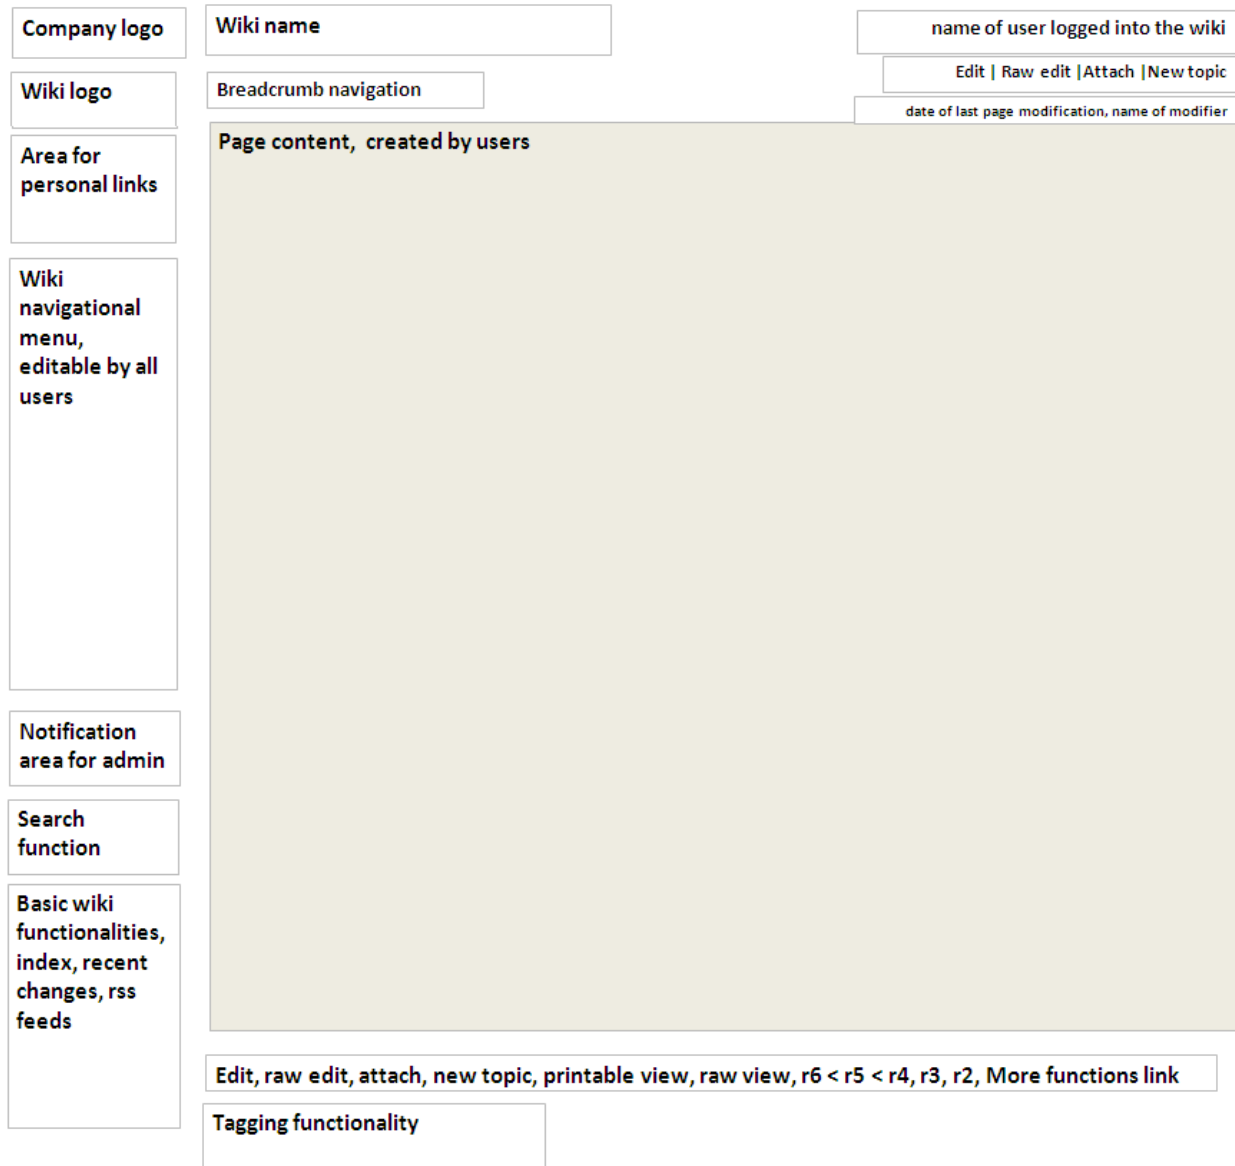 Company logo
Wiki name
name of user logged into the wiki
Edit | Raw edit |Attach |New topic
Wiki logo
Breadcrumb navigation
date of last page modification, name of modifier
Area for
personal links
Page content,  created by users
Wiki
navigational
menu,
editable by all
users
Notification
area for admin
Search
function
Basic wiki
functionalities,
index, recent
changes, rss
feeds
Edit, raw edit, attach, new topic, printable view, raw view, r6 < r5 < r4, r3, r2, More functions link
Tagging functionality